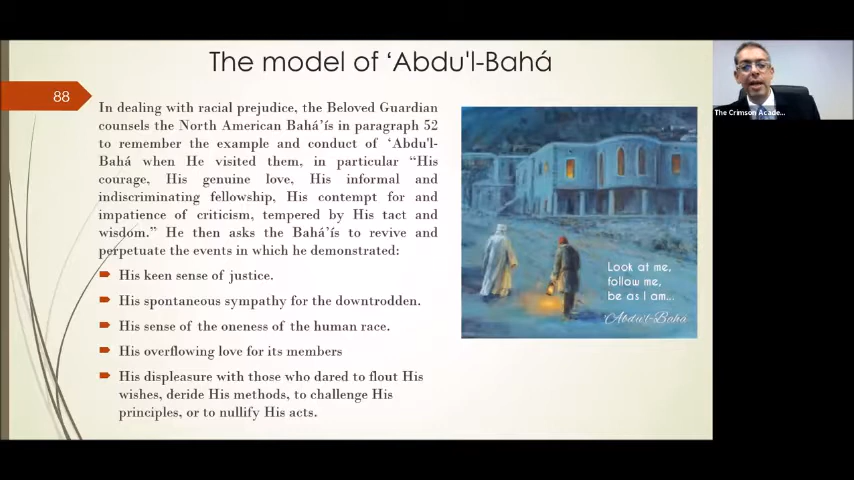 The model of ‘Abdu'l-Bahá
88
In dealing with racial prejudice, the Beloved Guardian
counsels the North American Bahá’ís in paragraph 52
to remember the example and conduct of ‘Abdu'l-
Bahá when He visited them, in particular “His
courage, His genuine love, His informal and
indiscriminating fellowship, His contempt for and
impatience of criticism, tempered by His tact and
wisdom.” He then asks the Bahá’ís to revive and
perpetuate the events in which he demonstrated:
His keen sense of justice.
His spontaneous sympathy for the downtrodden.
His sense of the oneness of the human race.
His overflowing love for its members
His displeasure with those who dared to flout His
wishes, deride His methods, to challenge His
principles, or to nullify His acts.
Look at me,
follow me,
be as I am...
‘Abdu'l-Bahá
The Crimson Acade...